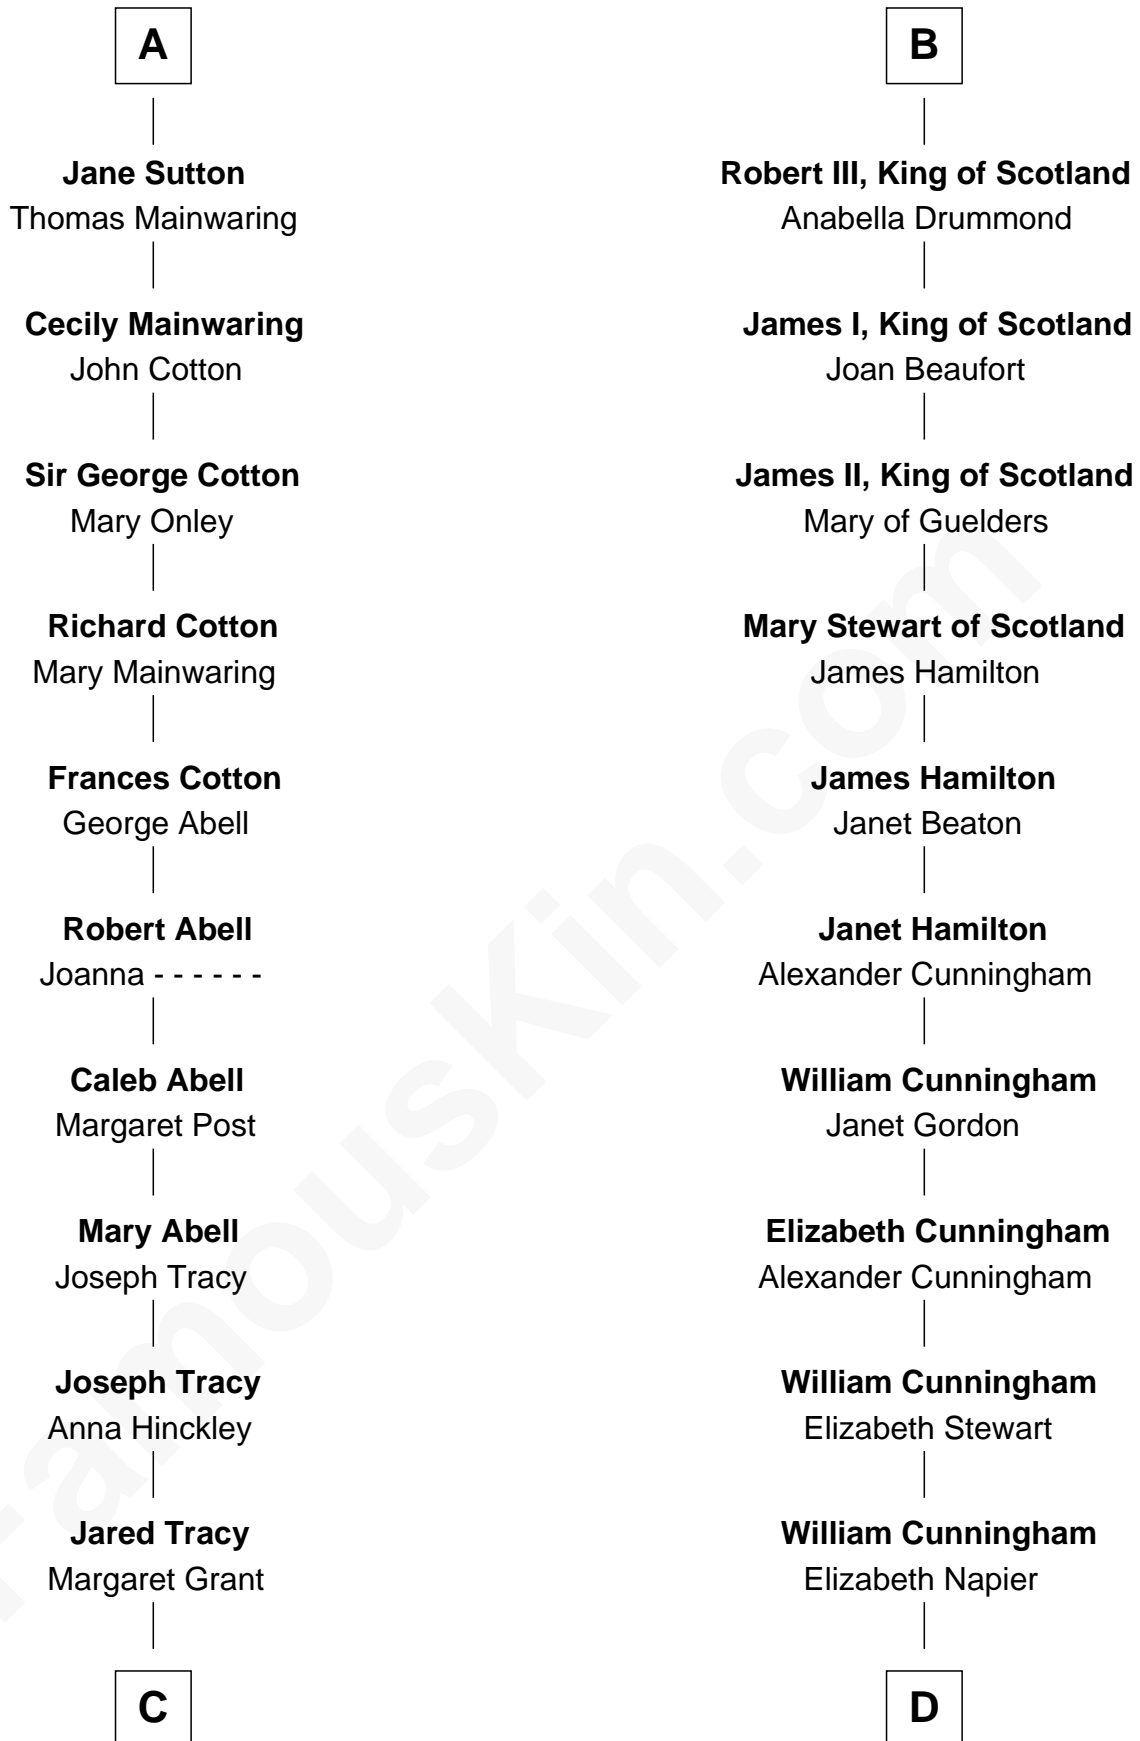 A
Jane Sutton
Thomas Mainwaring
Cecily Mainwaring
John Cotton
Sir George Cotton
Mary Onley
Richard Cotton
Mary Mainwaring
Frances Cotton
George Abell
Robert Abell
Joanna - - - - - -
Caleb Abell
Margaret Post
Mary Abell
Joseph Tracy
Joseph Tracy
Anna Hinckley
Jared Tracy
Margaret Grant
C
B
Robert III, King of Scotland
Anabella Drummond
James I, King of Scotland
Joan Beaufort
James II, King of Scotland
Mary of Guelders
Mary Stewart of Scotland
James Hamilton
James Hamilton
Janet Beaton
Janet Hamilton
Alexander Cunningham
William Cunningham
Janet Gordon
Elizabeth Cunningham
Alexander Cunningham
William Cunningham
Elizabeth Stewart
William Cunningham
Elizabeth Napier
D
FamousKin.com